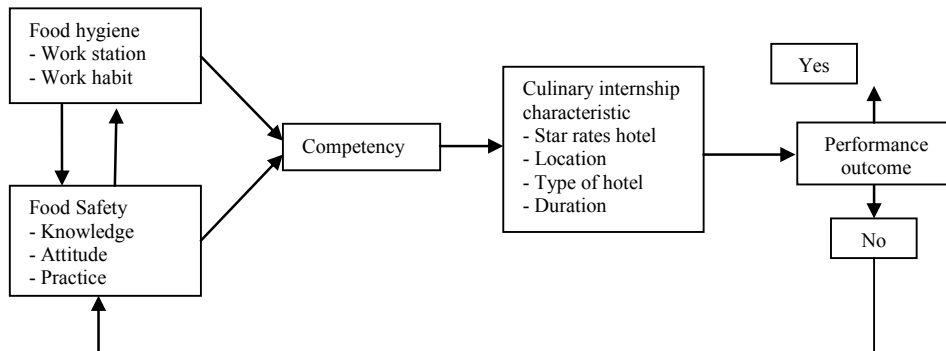 Food hygiene
- Work station
- Work habit
Food Safety
- Knowledge
- Attitude
- Practice
Competency
Culinary internship
characteristic
- Star rates hotel
- Location
- Type of hotel
- Duration
Yes
Performance
outcome
No